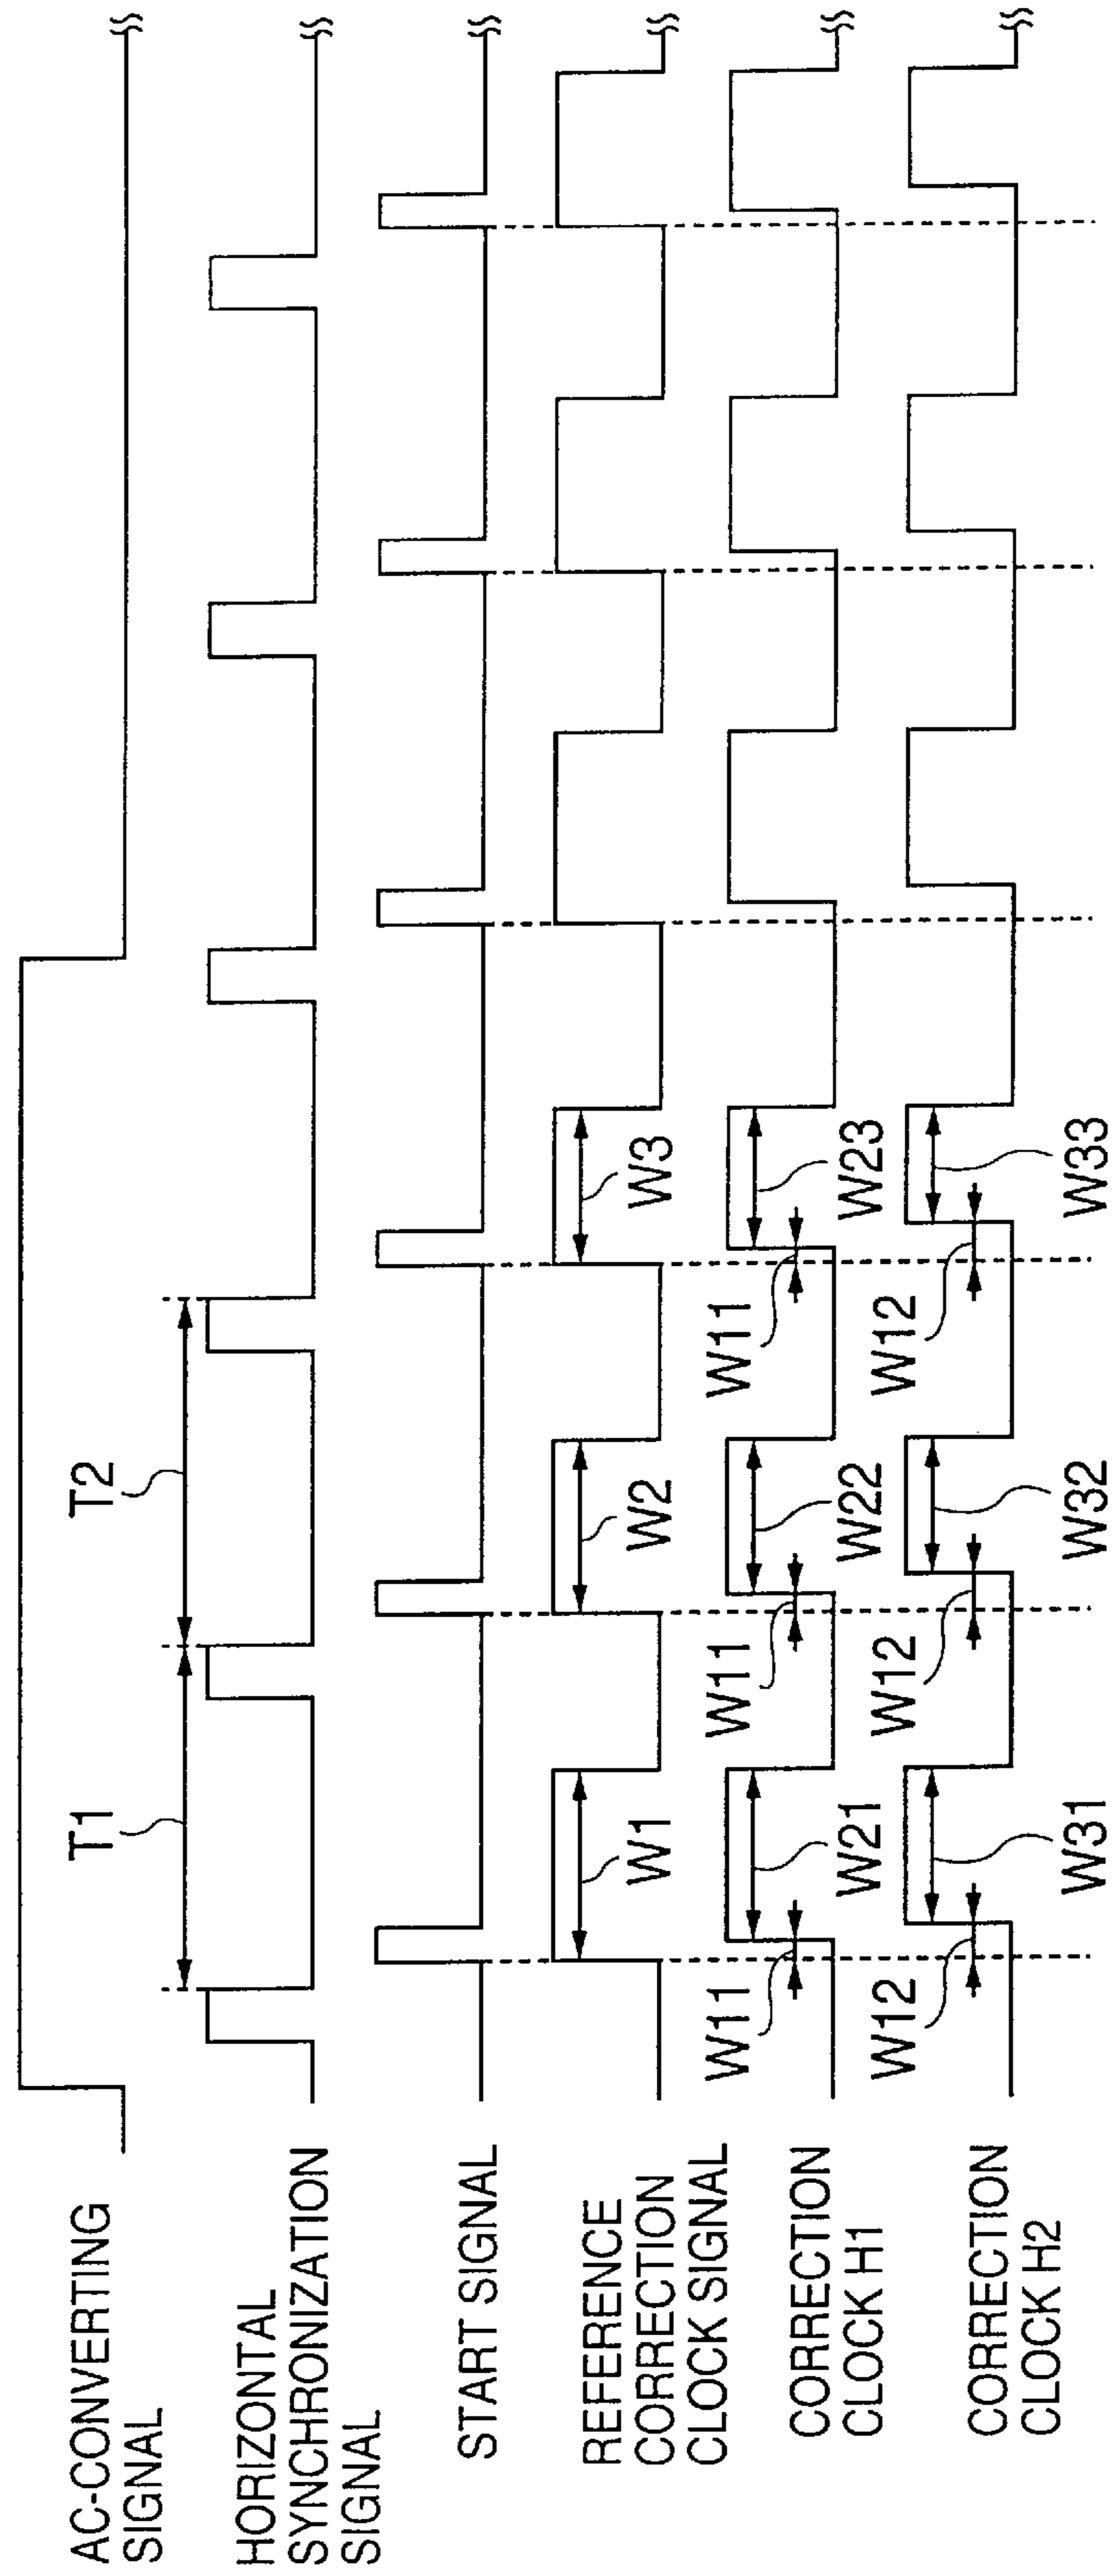 AC-CONVERTING
SIGNAL
T1
T2
HORIZONTAL
SYNCHRONIZATION
SIGNAL
START SIGNAL
REFERENCE
CORRECTION
CLOCK SIGNAL
W1
W2
W3
CORRECTION
CLOCK H1
W11
W21
W11
W22
W11
W23
CORRECTION
CLOCK H2
W12
W31
W12
W32
W12
W33